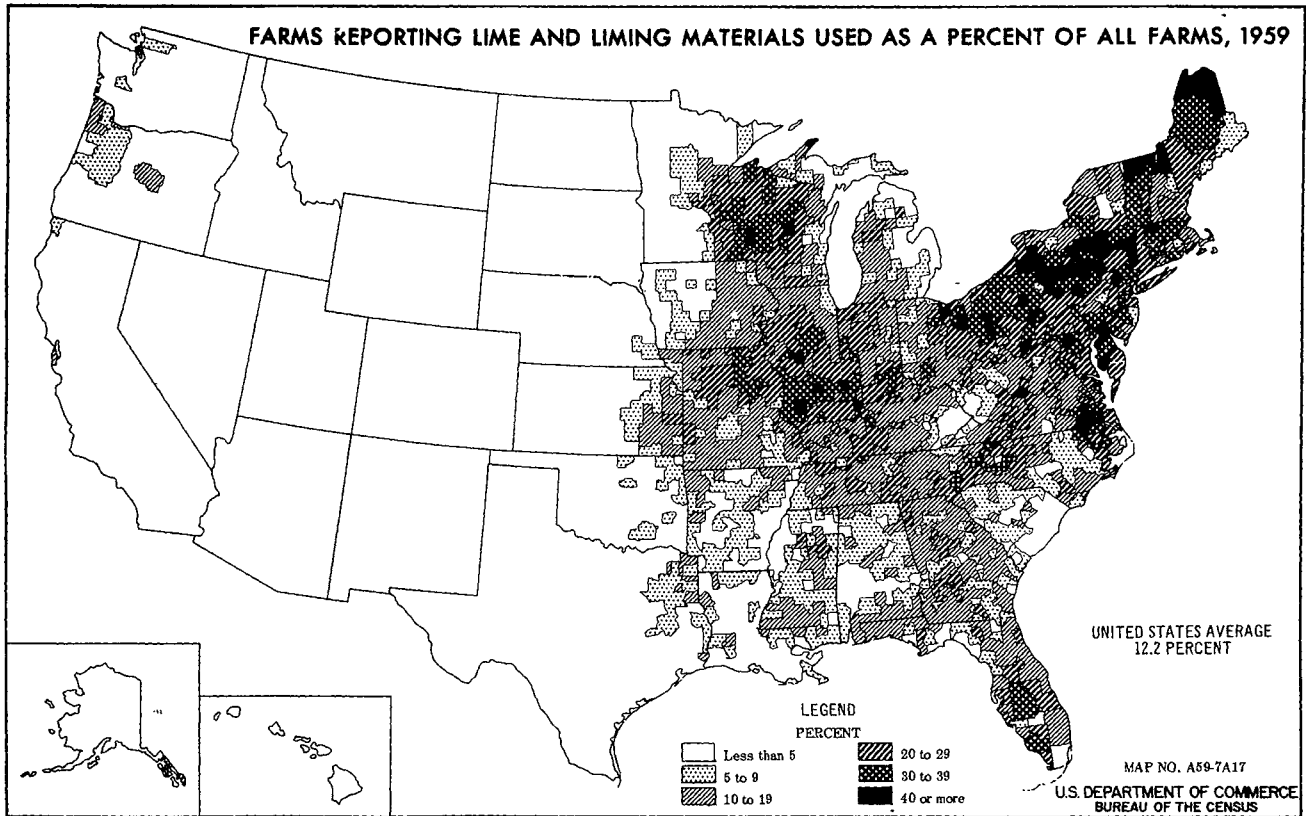 FARMS REPORTING LIME AND LIMING MATERIALS USED AS A PERCENT OF ALL FARMS, 1959
UNITED STATES AVERAGE
12.2 PERCENT
LEGEND
PERCENT
Less than 5
5 to 9
10 to 19
20 to 29
30 to 39
40 or more
MAP NO. A59-7A17
U.S. DEPARTMENT OF COMMERCE
BUREAU OF THE CENSUS